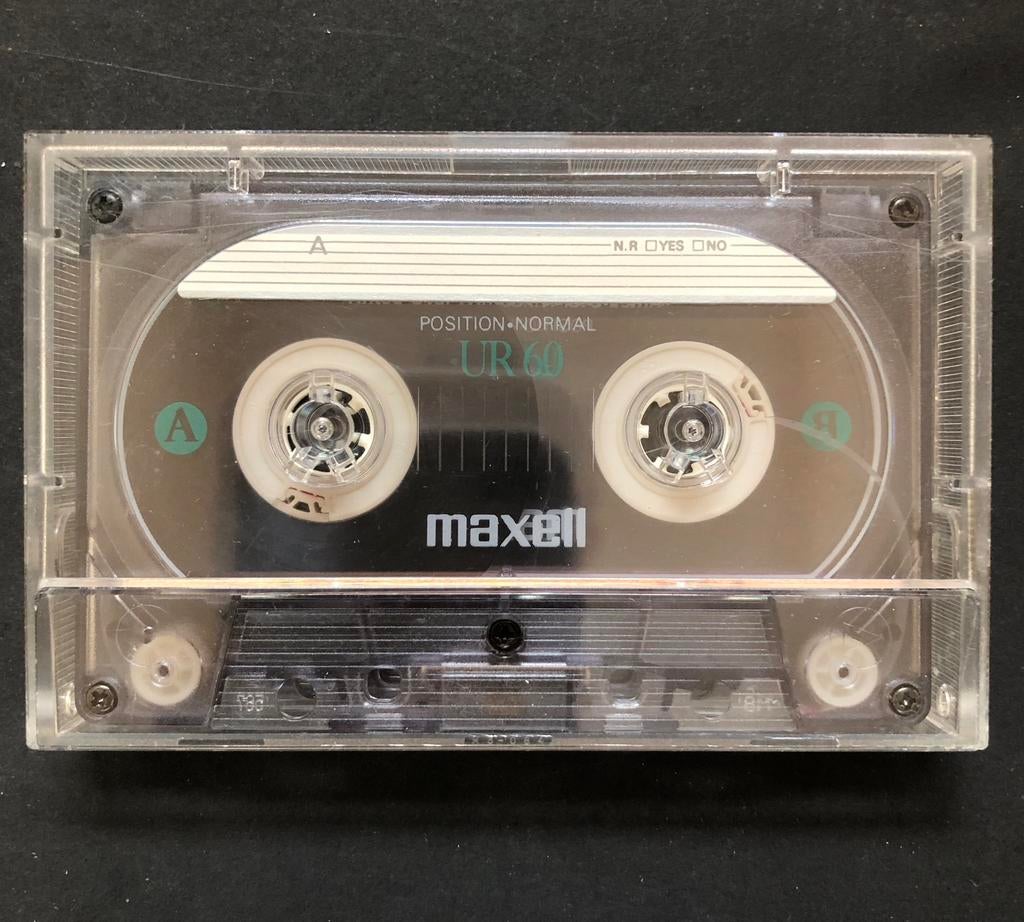 A
N.R □YES □NO
POSITION•NORMAL
UR 60
A
B
maxell